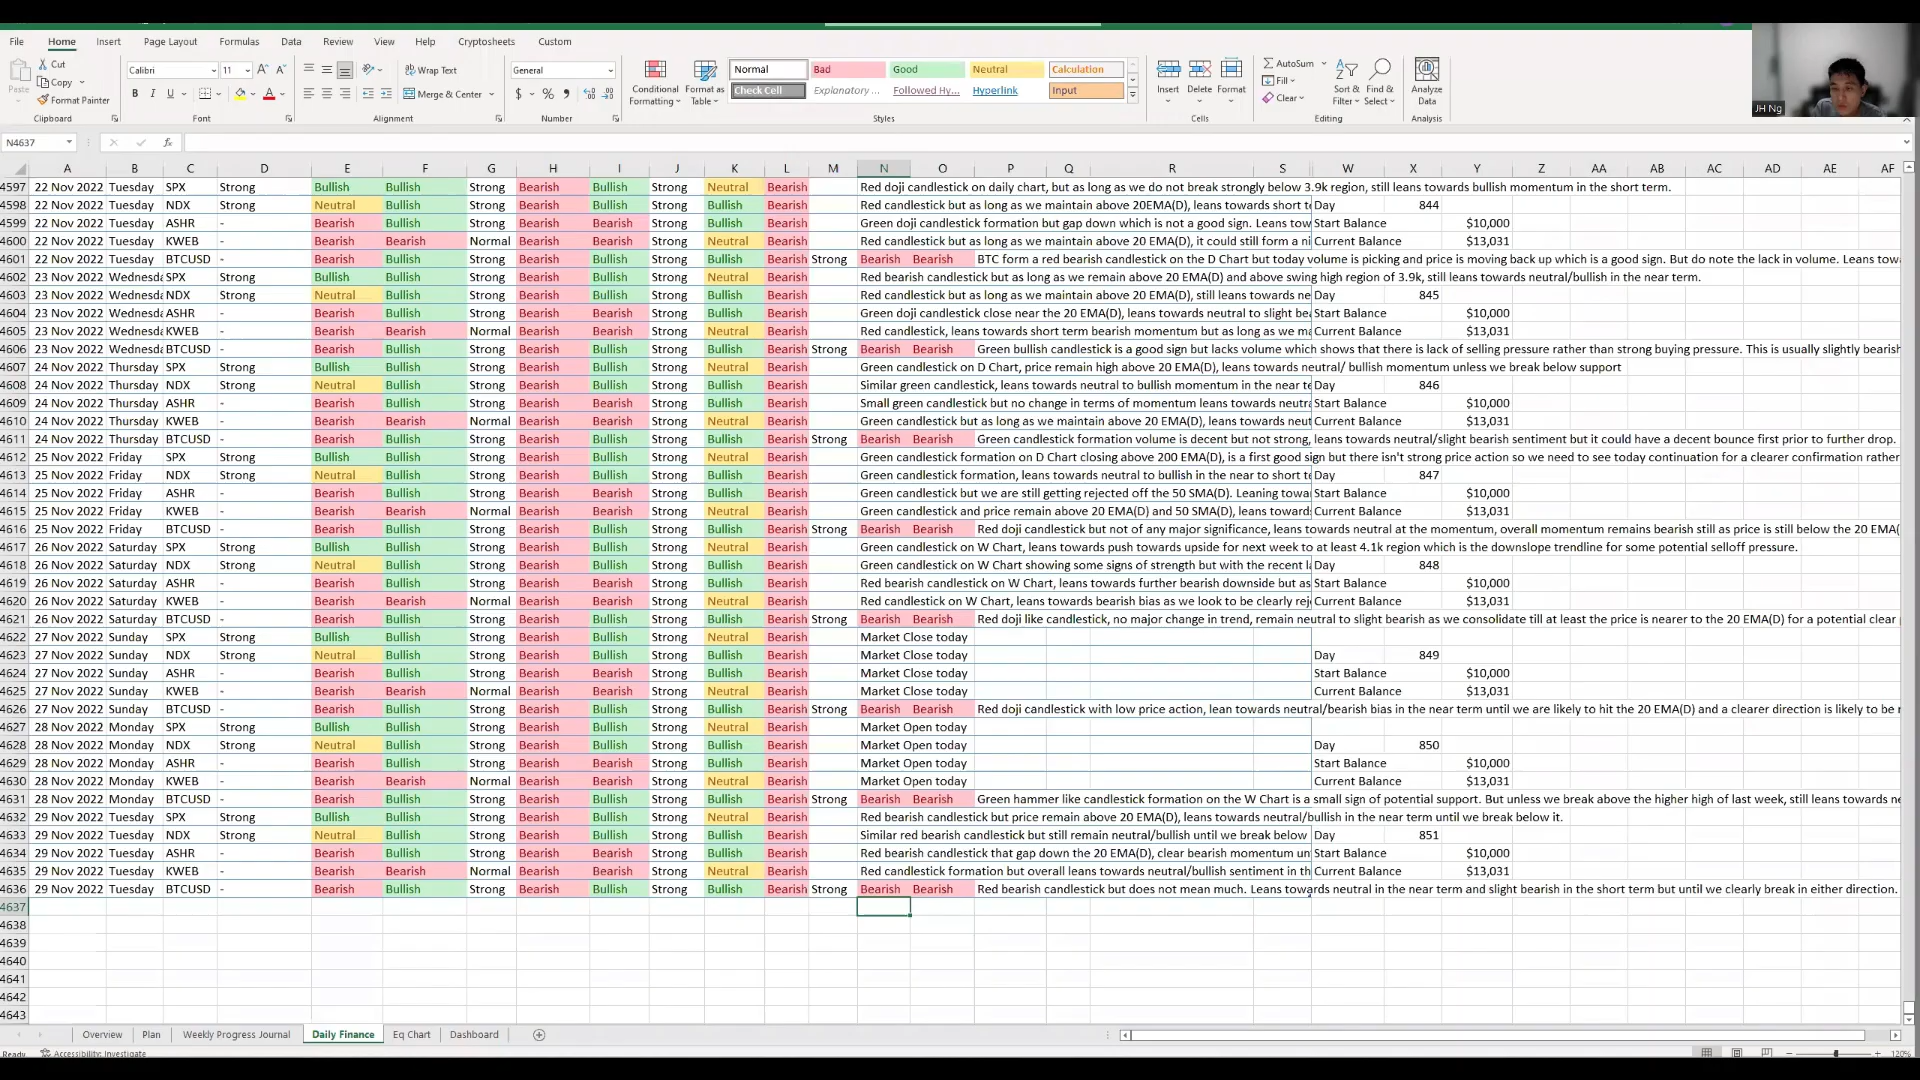 File Home Insert Page Layout Formulas Data Review View Help Cryptosheets Custom
Cut Calibri 11 Wrap Text General Normal Bad Good Neutral Calculation AutoSum
Paste Copy Format Painter Merge & Center Conditional Formatting Format as Table Check Cell Explanatory ... Followed Hy... Hyperlink Input Insert Delete Format Fill Clear Sort & Filter Find & Select Analyze Data
Clipboard Font Alignment Number Styles Cells Editing Analysis
JH Ng
N4637
A B C D E F G H I J K L M N O P Q R S W X Y Z AA AB AC AD AE AF
4597 22 Nov 2022 Tuesday SPX Strong Bullish Bullish Strong Bearish Bullish Strong Neutral Bearish Red doji candlestick on daily chart, but as long as we do not break strongly below 3.9k region, still leans towards bullish momentum in the short term.
4598 22 Nov 2022 Tuesday NDX Strong Neutral Bullish Strong Bearish Bullish Strong Bullish Bearish Red candlestick but as long as we maintain above 20EMA(D), leans towards short Day 844
4599 22 Nov 2022 Tuesday ASHR - Bearish Bullish Strong Bearish Bearish Strong Bullish Bearish Green doji candlestick formation but gap down which is not a good sign. Leans Start Balance $10,000
4600 22 Nov 2022 Tuesday KWEB - Bearish Bearish Normal Bearish Bullish Strong Neutral Bearish Red candlestick but as long as we maintain above 20 EMA(D), it could still form a Current Balance $13,031
4601 22 Nov 2022 Tuesday BTCUSD - Bearish Bullish Strong Bearish Bullish Strong Bullish Bearish Strong Bearish Bearish BTC form a red bearish candlestick on the D Chart but today volume is picking and price is moving back up which is a good sign. But do note the lack in volume. Leans
4602 23 Nov 2022 Wednesda SPX Strong Bullish Bullish Strong Bearish Bullish Strong Neutral Bearish Red bearish candlestick but as long as we remain above 20 EMA(D) and above swing high region of 3.9k, still leans towards neutral/bullish in the near term.
4603 23 Nov 2022 Wednesda NDX Strong Neutral Bullish Strong Bearish Bullish Strong Bullish Bearish Red candlestick but as long as we maintain above 20 EMA(D), still leans towards ne Day 845
4604 23 Nov 2022 Wednesda ASHR - Bearish Bullish Strong Bearish Bearish Strong Bullish Bearish Green doji candlestick close near the 20 EMA(D), leans towards neutral to slight be Start Balance $10,000
4605 23 Nov 2022 Wednesda KWEB - Bearish Bearish Normal Bearish Bearish Strong Neutral Bearish Red candlestick, leans towards short term bearish momentum but as long as we ma Current Balance $13,031
4606 23 Nov 2022 Wednesda BTCUSD - Bearish Bullish Strong Bearish Bullish Strong Bullish Bearish Strong Bearish Bearish Green bullish candlestick is a good sign but lacks volume which shows that there is lack of selling pressure rather than strong buying pressure. This is usually slightly bearish
4607 24 Nov 2022 Thursday SPX Strong Bullish Bullish Strong Bearish Bullish Strong Neutral Bearish Green candlestick on D Chart, price remain high above 20 EMA(D), leans towards neutral/ bullish momentum unless we break below support
4608 24 Nov 2022 Thursday NDX Strong Neutral Bullish Strong Bearish Bullish Strong Bullish Bearish Similar green candlestick, leans towards neutral to bullish momentum in the near te Day 846
4609 24 Nov 2022 Thursday ASHR - Bearish Bullish Strong Bearish Bearish Strong Bullish Bearish Small green candlestick but no change in terms of momentum leans towards neutr Start Balance $10,000
4610 24 Nov 2022 Thursday KWEB - Bearish Bearish Normal Bearish Bearish Strong Neutral Bearish Green candlestick but as long as we maintain above 20 EMA(D), leans towards neut Current Balance $13,031
4611 24 Nov 2022 Thursday BTCUSD - Bearish Bullish Strong Bearish Bullish Strong Bullish Bearish Strong Bearish Bearish Green candlestick formation volume is decent but not strong, leans towards neutral/slight bearish sentiment but it could have a decent bounce first prior to further drop.
4612 25 Nov 2022 Friday SPX Strong Bullish Bullish Strong Bearish Bullish Strong Neutral Bearish Green candlestick formation on D Chart closing above 200 EMA(D), is a first good sign but there isn't strong price action so we need to see today continuation for a clearer confirmation rather
4613 25 Nov 2022 Friday NDX Strong Neutral Bullish Strong Bearish Bullish Strong Bullish Bearish Green candlestick formation, leans towards neutral to bullish in the near to short te Day 847
4614 25 Nov 2022 Friday ASHR - Bearish Bullish Strong Bearish Bearish Strong Bullish Bearish Green candlestick but we are still getting rejected off the 50 SMA(D). Leaning towar Start Balance $10,000
4615 25 Nov 2022 Friday KWEB - Bearish Bearish Normal Bearish Bearish Strong Neutral Bearish Green candlestick and price remain above 20 EMA(D) and 50 SMA(D), leans towards Current Balance $13,031
4616 25 Nov 2022 Friday BTCUSD - Bearish Bullish Strong Bearish Bullish Strong Bullish Bearish Strong Bearish Bearish Red doji candlestick but not of any major significance, leans towards neutral at the moment, overall momentum remains bearish still as price is still below the 20 EMA(
4617 26 Nov 2022 Saturday SPX Strong Bullish Bullish Strong Bearish Bullish Strong Neutral Bearish Green candlestick on W Chart, leans towards push towards upside for next week to at least 4.1k region which is the downslope trendline for some potential selloff pressure.
4618 26 Nov 2022 Saturday NDX Strong Neutral Bullish Strong Bearish Bullish Strong Bullish Bearish Green candlestick on W Chart showing some signs of strength but with the recent Day 848
4619 26 Nov 2022 Saturday ASHR - Bearish Bullish Strong Bearish Bearish Strong Bullish Bearish Red bearish candlestick on W Chart, leans towards further bearish downside but as Start Balance $10,000
4620 26 Nov 2022 Saturday KWEB - Bearish Bearish Normal Bearish Bearish Strong Neutral Bearish Red candlestick on W Chart, leans towards bearish bias as we look to be clearly rej Current Balance $13,031
4621 26 Nov 2022 Saturday BTCUSD - Bearish Bullish Strong Bearish Bullish Strong Bullish Bearish Strong Bearish Bearish Red doji like candlestick, no major change in trend, remain neutral to slight bearish as we consolidate till at least the price is nearer to the 20 EMA(D) for a potential clear
4622 27 Nov 2022 Sunday SPX Strong Bullish Bullish Strong Bearish Bullish Strong Neutral Bearish Market Close today
4623 27 Nov 2022 Sunday NDX Strong Neutral Bullish Strong Bearish Bullish Strong Bullish Bearish Market Close today Day 849
4624 27 Nov 2022 Sunday ASHR - Bearish Bullish Strong Bearish Bearish Strong Bullish Bearish Market Close today Start Balance $10,000
4625 27 Nov 2022 Sunday KWEB - Bearish Bearish Normal Bearish Bearish Strong Neutral Bearish Market Close today Current Balance $13,031
4626 27 Nov 2022 Sunday BTCUSD - Bearish Bullish Strong Bearish Bullish Strong Bullish Bearish Strong Bearish Bearish Red doji candlestick with low price action, lean towards neutral/bearish bias in the near term until we are likely to hit the 20 EMA(D) and a clearer direction is likely to be
4627 28 Nov 2022 Monday SPX Strong Bullish Bullish Strong Bearish Bullish Strong Neutral Bearish Market Open today
4628 28 Nov 2022 Monday NDX Strong Neutral Bullish Strong Bearish Bullish Strong Bullish Bearish Market Open today Day 850
4629 28 Nov 2022 Monday ASHR - Bearish Bullish Strong Bearish Bearish Strong Bullish Bearish Market Open today Start Balance $10,000
4630 28 Nov 2022 Monday KWEB - Bearish Bearish Normal Bearish Bearish Strong Neutral Bearish Market Open today Current Balance $13,031
4631 28 Nov 2022 Monday BTCUSD - Bearish Bullish Strong Bearish Bullish Strong Bullish Bearish Strong Bearish Bearish Green hammer like candlestick formation on the W Chart is a small sign of potential support. But unless we break above the higher high of last week, still leans towards ne
4632 29 Nov 2022 Tuesday SPX Strong Bullish Bullish Strong Bearish Bullish Strong Neutral Bearish Red bearish candlestick but price remain above 20 EMA(D), leans towards neutral/bullish in the near term until we break below it.
4633 29 Nov 2022 Tuesday NDX Strong Neutral Bullish Strong Bearish Bullish Strong Bullish Bearish Similar red bearish candlestick but still remain neutral/bullish until we break below Day 851
4634 29 Nov 2022 Tuesday ASHR - Bearish Bullish Strong Bearish Bearish Strong Bullish Bearish Red bearish candlestick that gap down the 20 EMA(D), clear bearish momentum un Start Balance $10,000
4635 29 Nov 2022 Tuesday KWEB - Bearish Bearish Normal Bearish Bearish Strong Neutral Bearish Red candlestick formation but overall leans towards neutral/bullish sentiment in th Current Balance $13,031
4636 29 Nov 2022 Tuesday BTCUSD - Bearish Bullish Strong Bearish Bullish Strong Bullish Bearish Strong Bearish Bearish Red bearish candlestick but does not mean much. Leans towards neutral in the near term and slight bearish in the short term but until we clearly break in either direction.
4637
4638
4639
4640
4641
4642
4643
Overview Plan Weekly Progress Journal Daily Finance Eq Chart Dashboard
Ready Accessibility: Investigate 120%